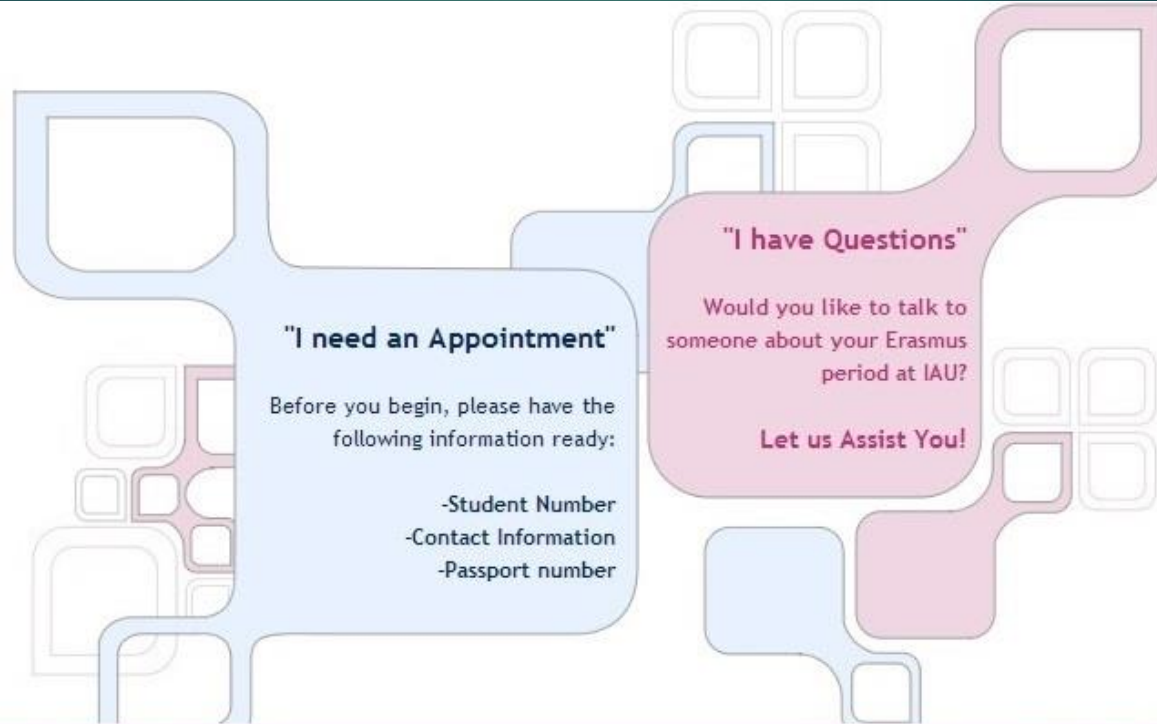 "I need an Appointment"
Before you begin, please have the
following information ready:
-Student Number
-Contact Information
-Passport number
"I have Questions"
Would you like to talk to
someone about your Erasmus
period at IAU?
Let us Assist You!